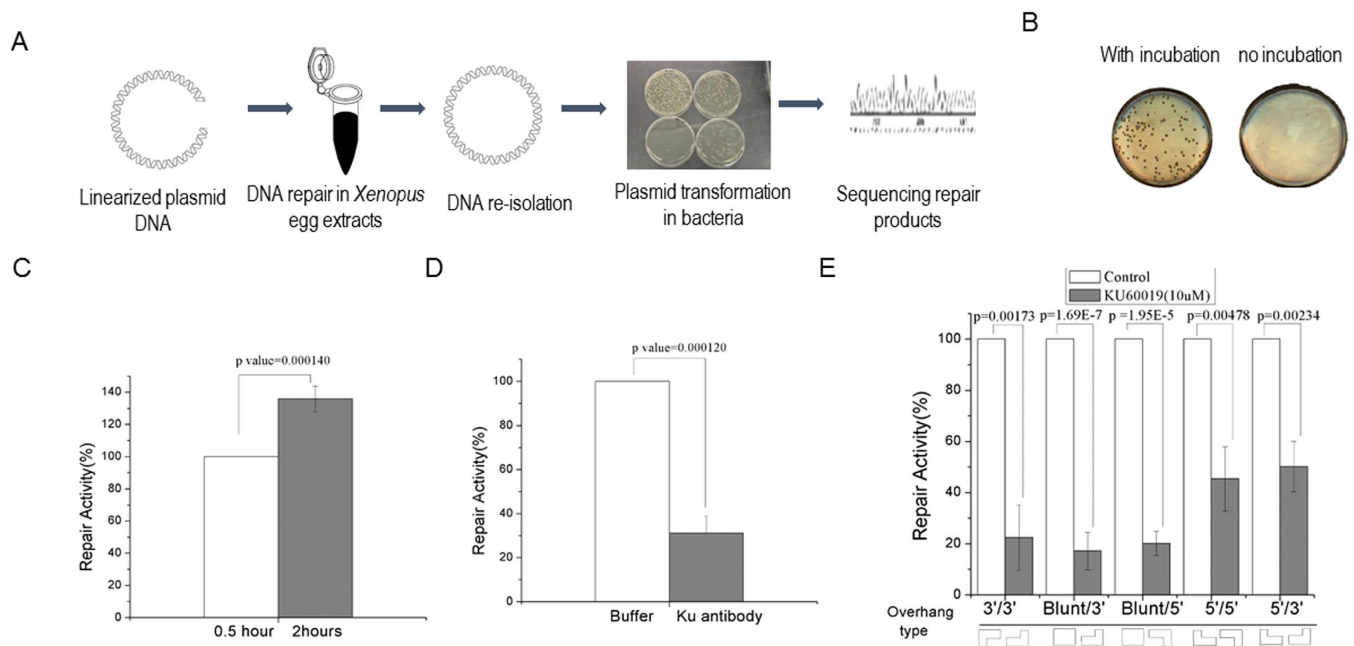 A
Linearized plasmid
DNA
DNA repair in Xenopus
egg extracts
DNA re-isolation
Plasmid transformation
in bacteria
Sequencing repair
products
B
With incubation
no incubation
C
p value=0.000140
Repair Activity(%)
140
120
100
80
60
40
20
0
0.5 hour
2hours
D
p value=0.000120
Repair Activity(%)
100
80
60
40
20
0
Buffer
Ku antibody
E
Control
KU60019(10uM)
p=0.00173
p=1.69E-7
p =1.95E-5
p=0.00478
p=0.00234
Repair Activity(%)
100
80
60
40
20
0
3'/3'
Blunt/3'
Blunt/5'
5'/5'
5'/3'
Overhang
type